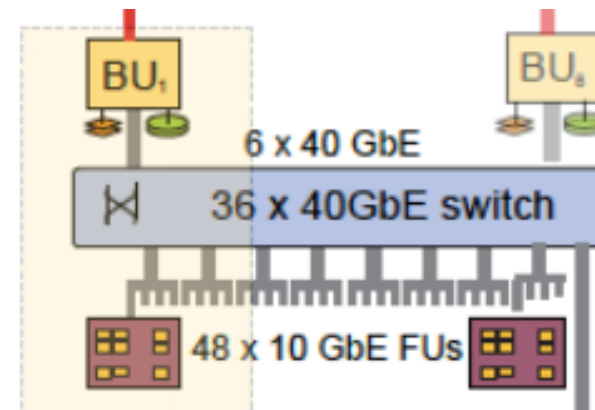 BU₁
BU₈
6 x 40 GbE
36 x 40GbE switch
48 x 10 GbE FUs